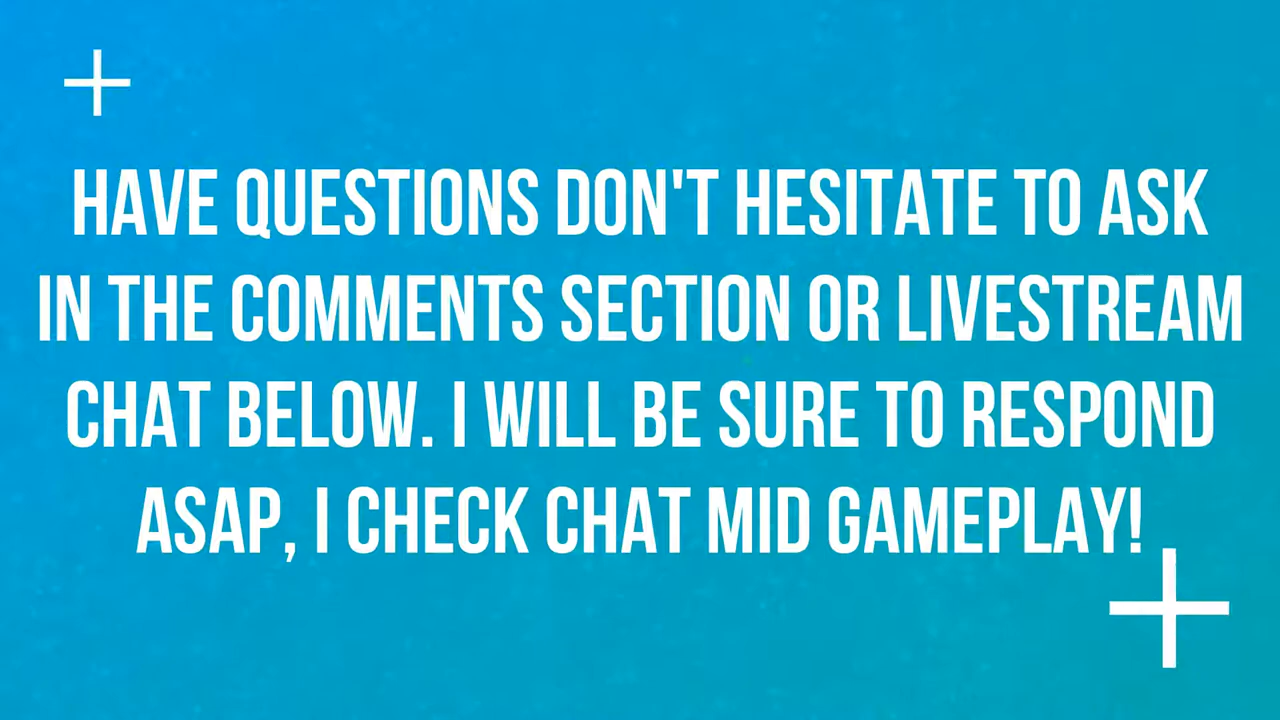 HAVE QUESTIONS DON'T HESITATE TO ASK
IN THE COMMENTS SECTION OR LIVESTREAM
CHAT BELOW. I WILL BE SURE TO RESPOND
ASAP, I CHECK CHAT MID GAMEPLAY!